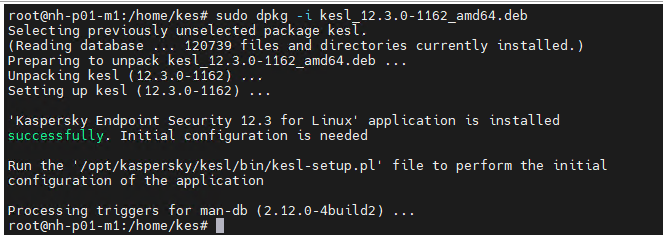 root@nh-p01-m1:/home/kes# sudo dpkg -i kesl_12.3.0-1162_amd64.deb
Selecting previously unselected package kesl.
(Reading database ... 120739 files and directories currently installed.)
Preparing to unpack kesl_12.3.0-1162_amd64.deb ...
Unpacking kesl (12.3.0-1162) ...
Setting up kesl (12.3.0-1162) ...

'Kaspersky Endpoint Security 12.3 for Linux' application is installed
successfully. Initial configuration is needed

Run the '/opt/kaspersky/kesl/bin/kesl-setup.pl' file to perform the initial
configuration of the application

Processing triggers for man-db (2.12.0-4build2) ...
root@nh-p01-m1:/home/kes#